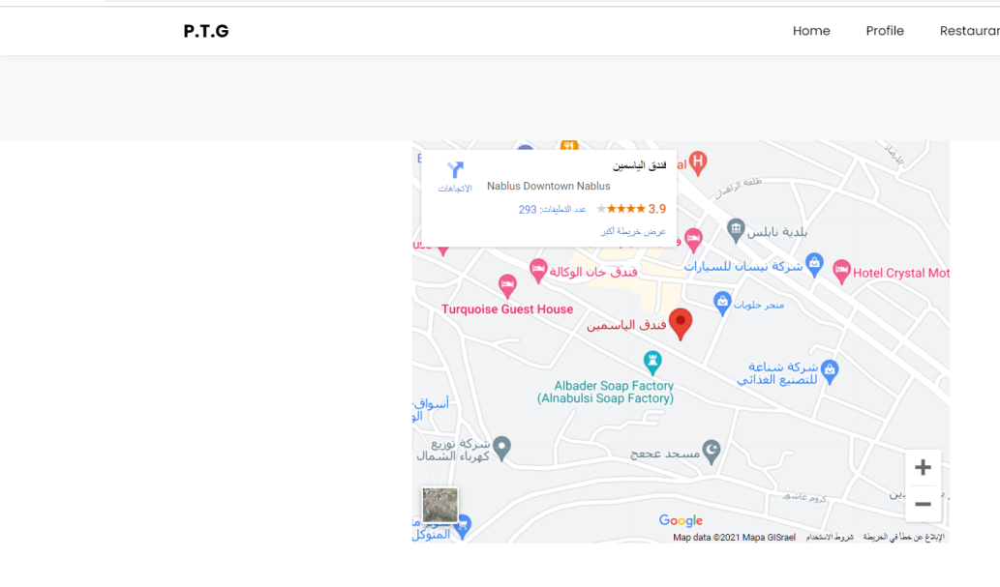 P.T.G
Home
Profile
فندق الياسمين
Nablus Downtown Nablus
الاتجاهات
3.9
عدد التعليقات: 293
عرض خريطة أكبر
طلعة الراهبات
بلدية نابلس
شركة نيسان للسيارات
Hotel Crystal Mot
فندق خان الوكالة
Turquoise Guest House
متجر حلويات
فندق الياسمين
شركة شناعة
للتصنيع الغذائي
Albader Soap Factory
(Alnabulsi Soap Factory)
أسواق
شركة توزيع
كهرباء الشمال
مسجد عجعج
كروم عاشور
المتوكل
Google
Map data ©2021 Mapa GISrael
شروط الاستخدام
الإبلاغ عن خطأ في الخريطة